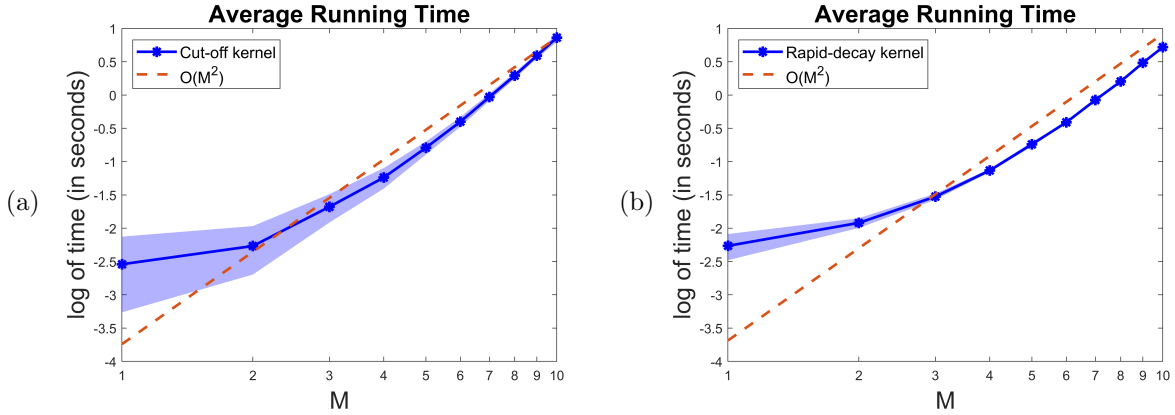 Average Running Time
Cut-off kernel
O(M²)
1
0.5
0
-0.5
-1
-1.5
-2
-2.5
-3
-3.5
-4
log of time (in seconds)
1 2 3 4 5 6 7 8 9 10
M
(a)
Average Running Time
Rapid-decay kernel
O(M²)
1
0.5
0
-0.5
-1
-1.5
-2
-2.5
-3
-3.5
-4
log of time (in seconds)
1 2 3 4 5 6 7 8 9 10
M
(b)